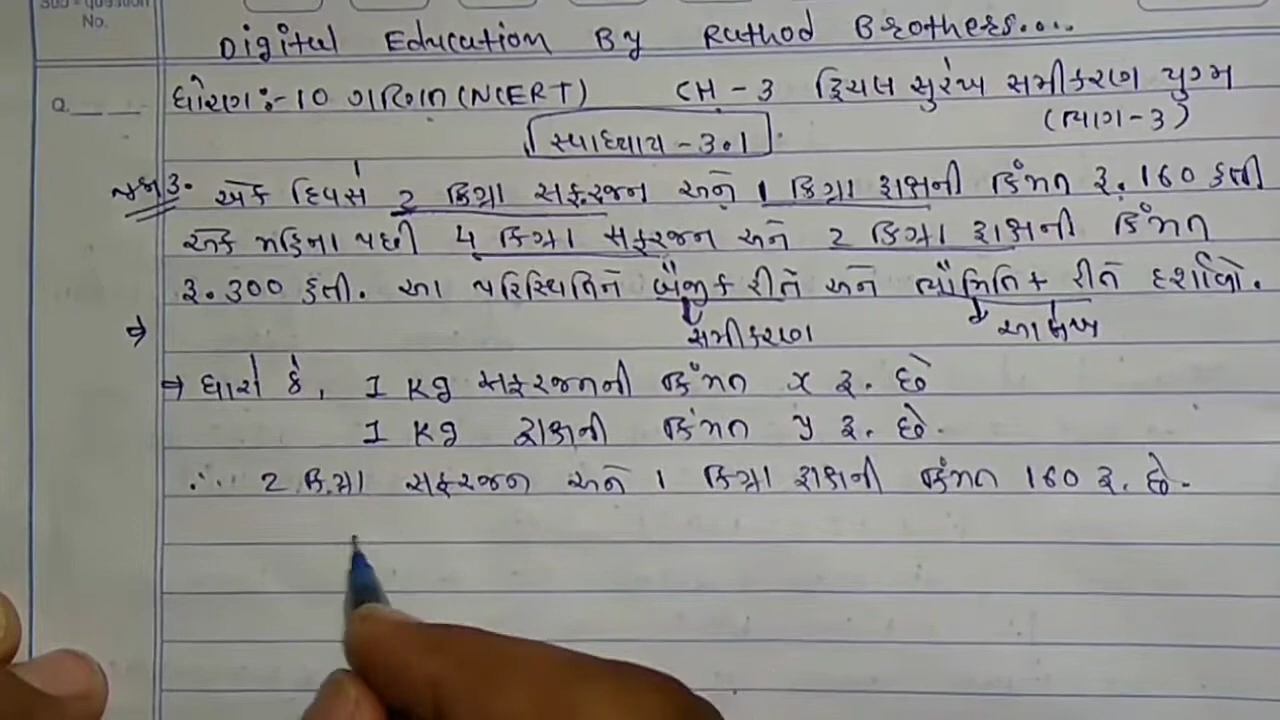 No.
Digital Education By Rathod Brothers....
Q
ધોરણ :- 10 ગણિત (NCERT) CH - 3 દ્વિચલ સુરેખ સમીકરણ યુગ્મ
સ્વાધ્યાય - 3.1 (ભાગ - 3)
પ્રશ્ન 3. એક દિવસે 2 કિગ્રા સફરજન અને 1 કિગ્રા દ્રાક્ષની કિંમત રૂ. 160 હતી
એક મહિના પછી 4 કિગ્રા સફરજન અને 2 કિગ્રા દ્રાક્ષની કિંમત
રૂ. 300 હતી. આ પરિસ્થિતિને બૈજીક રીતે અને ભૌમિતિક રીતે દર્શાવો.
⇒ સમીકરણ આલેખ
⇒ ધારો કે, 1 Kg સફરજનની કિંમત x રૂ. છે
1 Kg દ્રાક્ષની કિંમત y રૂ. છે.
∴ 2 કિગ્રા સફરજન અને 1 કિગ્રા દ્રાક્ષની કિંમત 160 રૂ. છે.